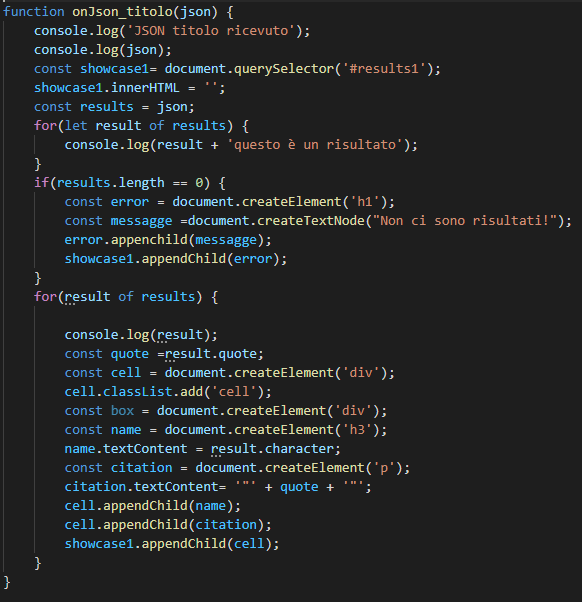 function onJson_titolo(json) {
console.log('JSON titolo ricevuto');
console.log(json);
const showcase1= document.querySelector('#results1');
showcase1.innerHTML = '';
const results = json;
for(let result of results) {
console.log(result + 'questo è un risultato');
}
if(results.length == 0) {
const error = document.createElement('h1');
const messagge =document.createTextNode("Non ci sono risultati!");
error.appenchild(messagge);
showcase1.appendChild(error);
}
for(result of results) {
console.log(result);
const quote =result.quote;
const cell = document.createElement('div');
cell.classList.add('cell');
const box = document.createElement('div');
const name = document.createElement('h3');
name.textContent = result.character;
const citation = document.createElement('p');
citation.textContent= '"' + quote + '"';
cell.appendChild(name);
cell.appendChild(citation);
showcase1.appendChild(cell);
}
}